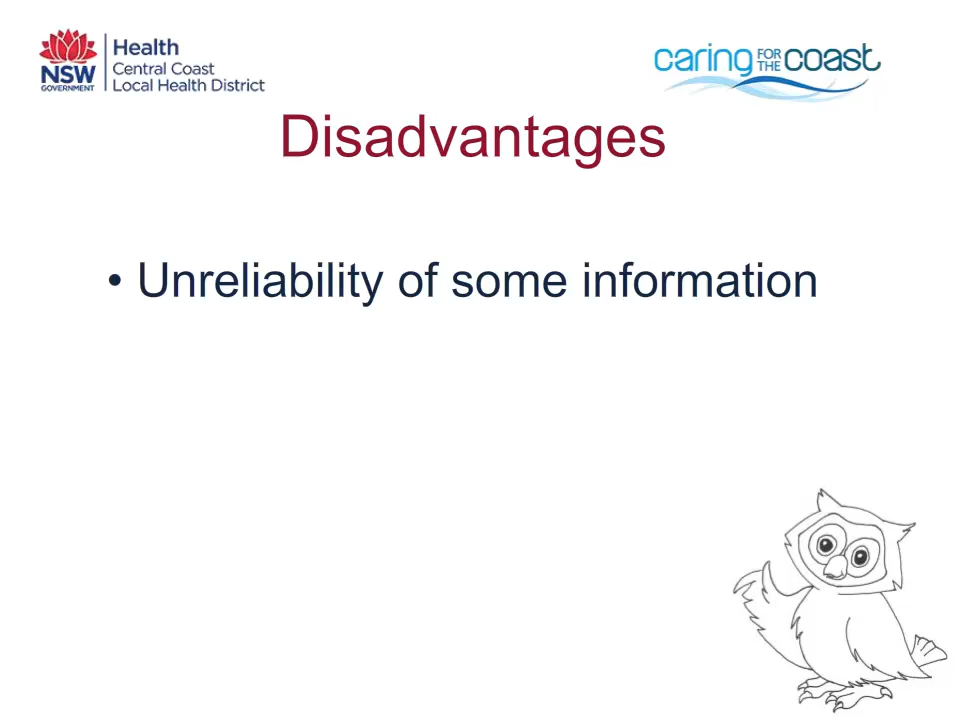 Health
Central Coast
Local Health District
NSW
GOVERNMENT
caring FOR THE coast
Disadvantages
• Unreliability of some information